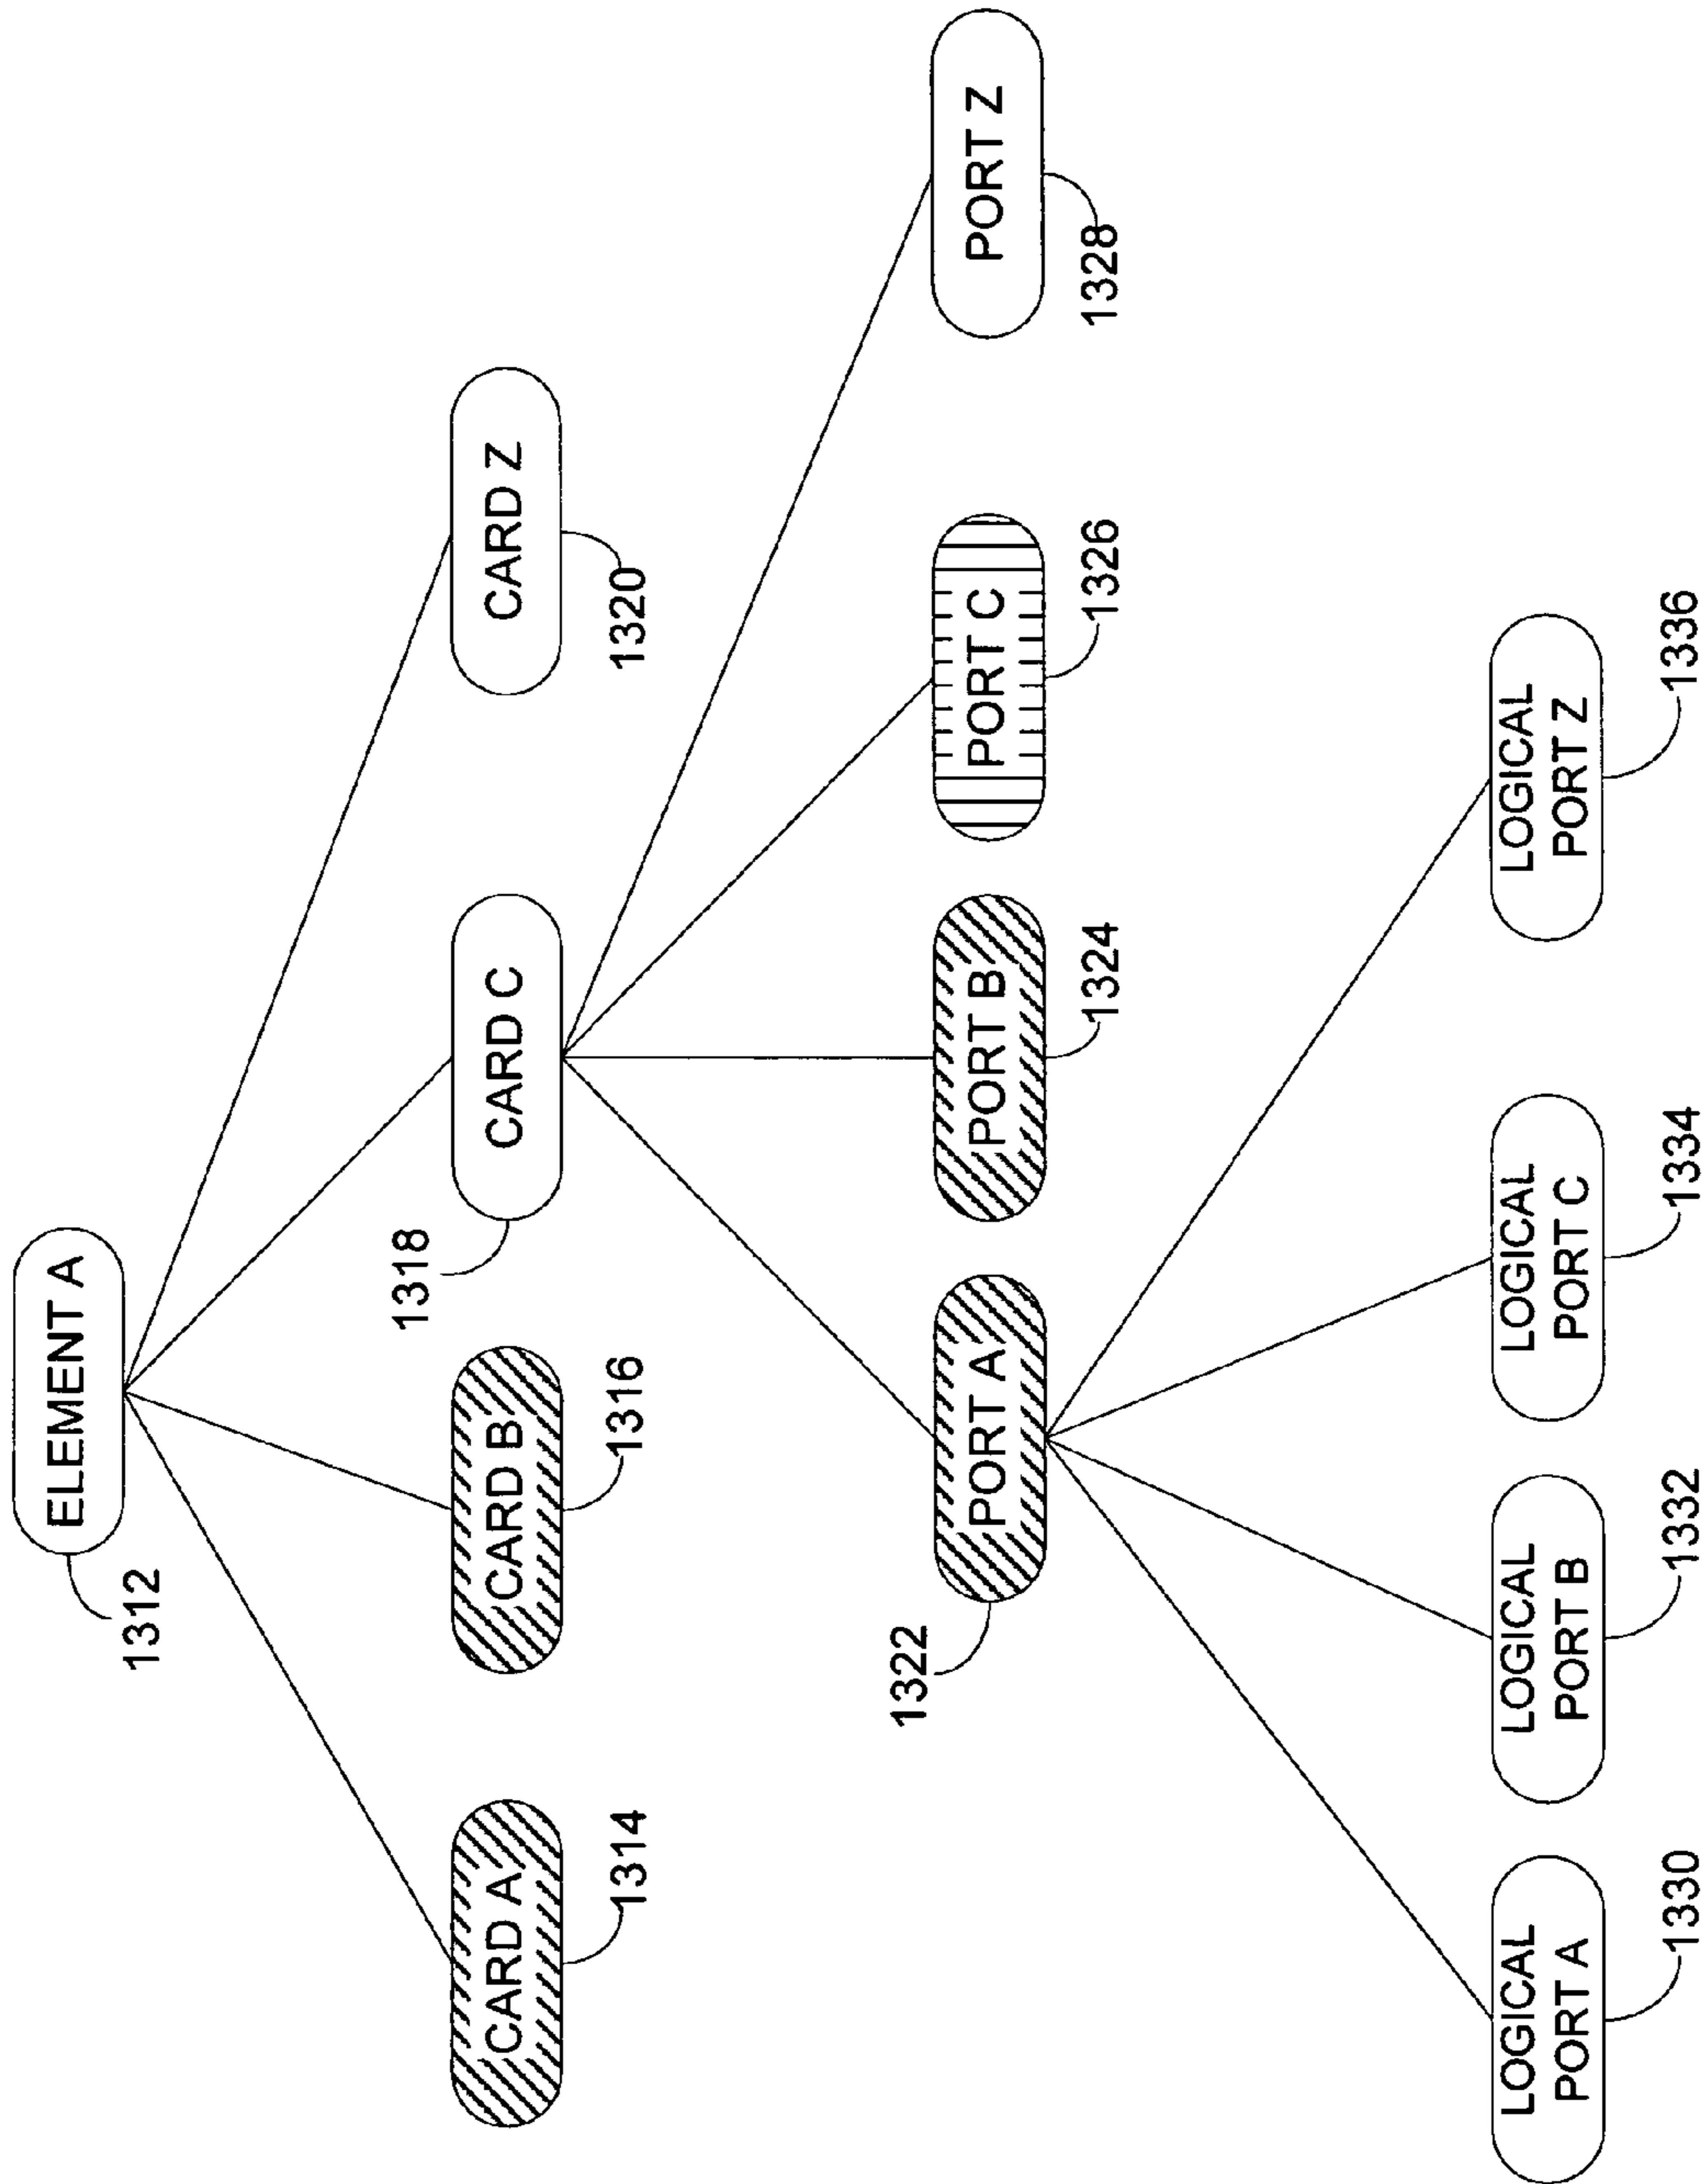 ELEMENT A
1312
CARD A
CARD B
CARD C
CARD Z
1314
1316
1318
1320
PORT A
PORT B
PORT C
PORT Z
1322
1324
1326
1328
LOGICAL
PORT A
LOGICAL
PORT B
LOGICAL
PORT C
LOGICAL
PORT Z
1330
1332
1334
1336